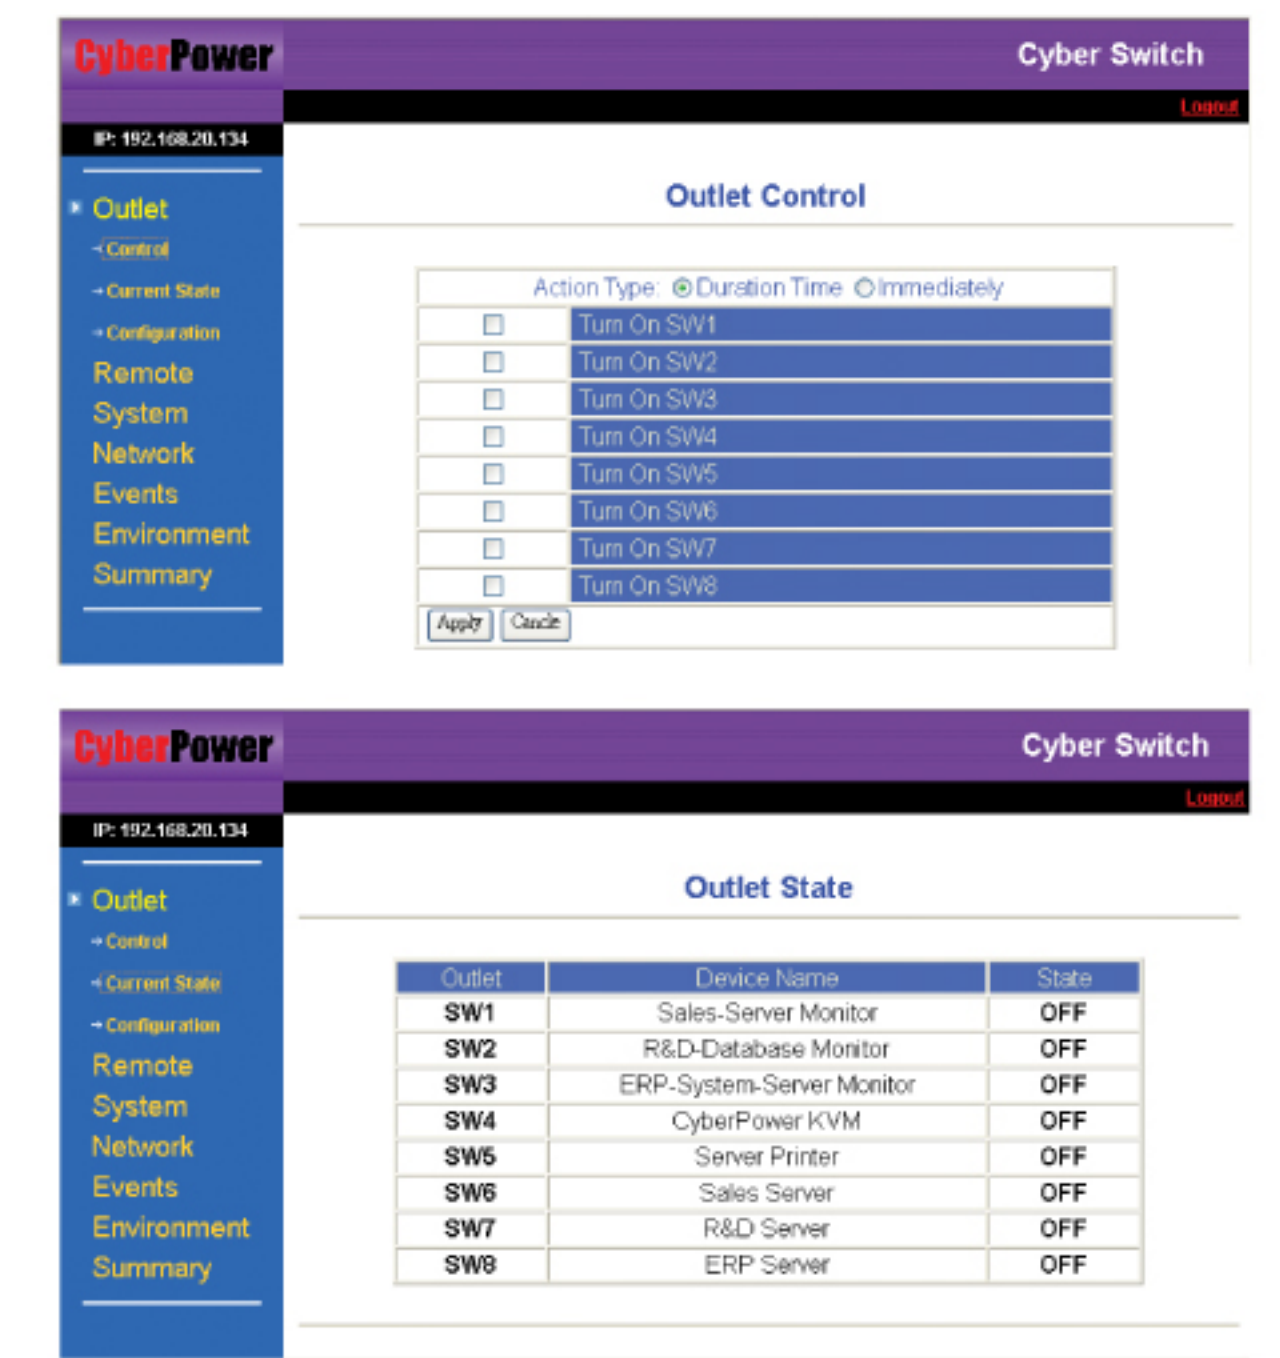 CyberPower
Cyber Switch
Logout
IP: 192.168.20.134
Outlet
Control
Current State
Configuration
Remote
System
Network
Events
Environment
Summary
Outlet Control
Action Type: Duration Time Immediately
Turn On SW1
Turn On SW2
Turn On SW3
Turn On SW4
Turn On SW5
Turn On SW6
Turn On SW7
Turn On SW8
Apply Cancle
CyberPower
Cyber Switch
Logout
IP: 192.168.20.134
Outlet
Control
Current State
Configuration
Remote
System
Network
Events
Environment
Summary
Outlet State
Outlet Device Name State
SW1 Sales-Server Monitor OFF
SW2 R&D-Database Monitor OFF
SW3 ERP-System-Server Monitor OFF
SW4 CyberPower KVM OFF
SW5 Server Printer OFF
SW6 Sales Server OFF
SW7 R&D Server OFF
SW8 ERP Server OFF